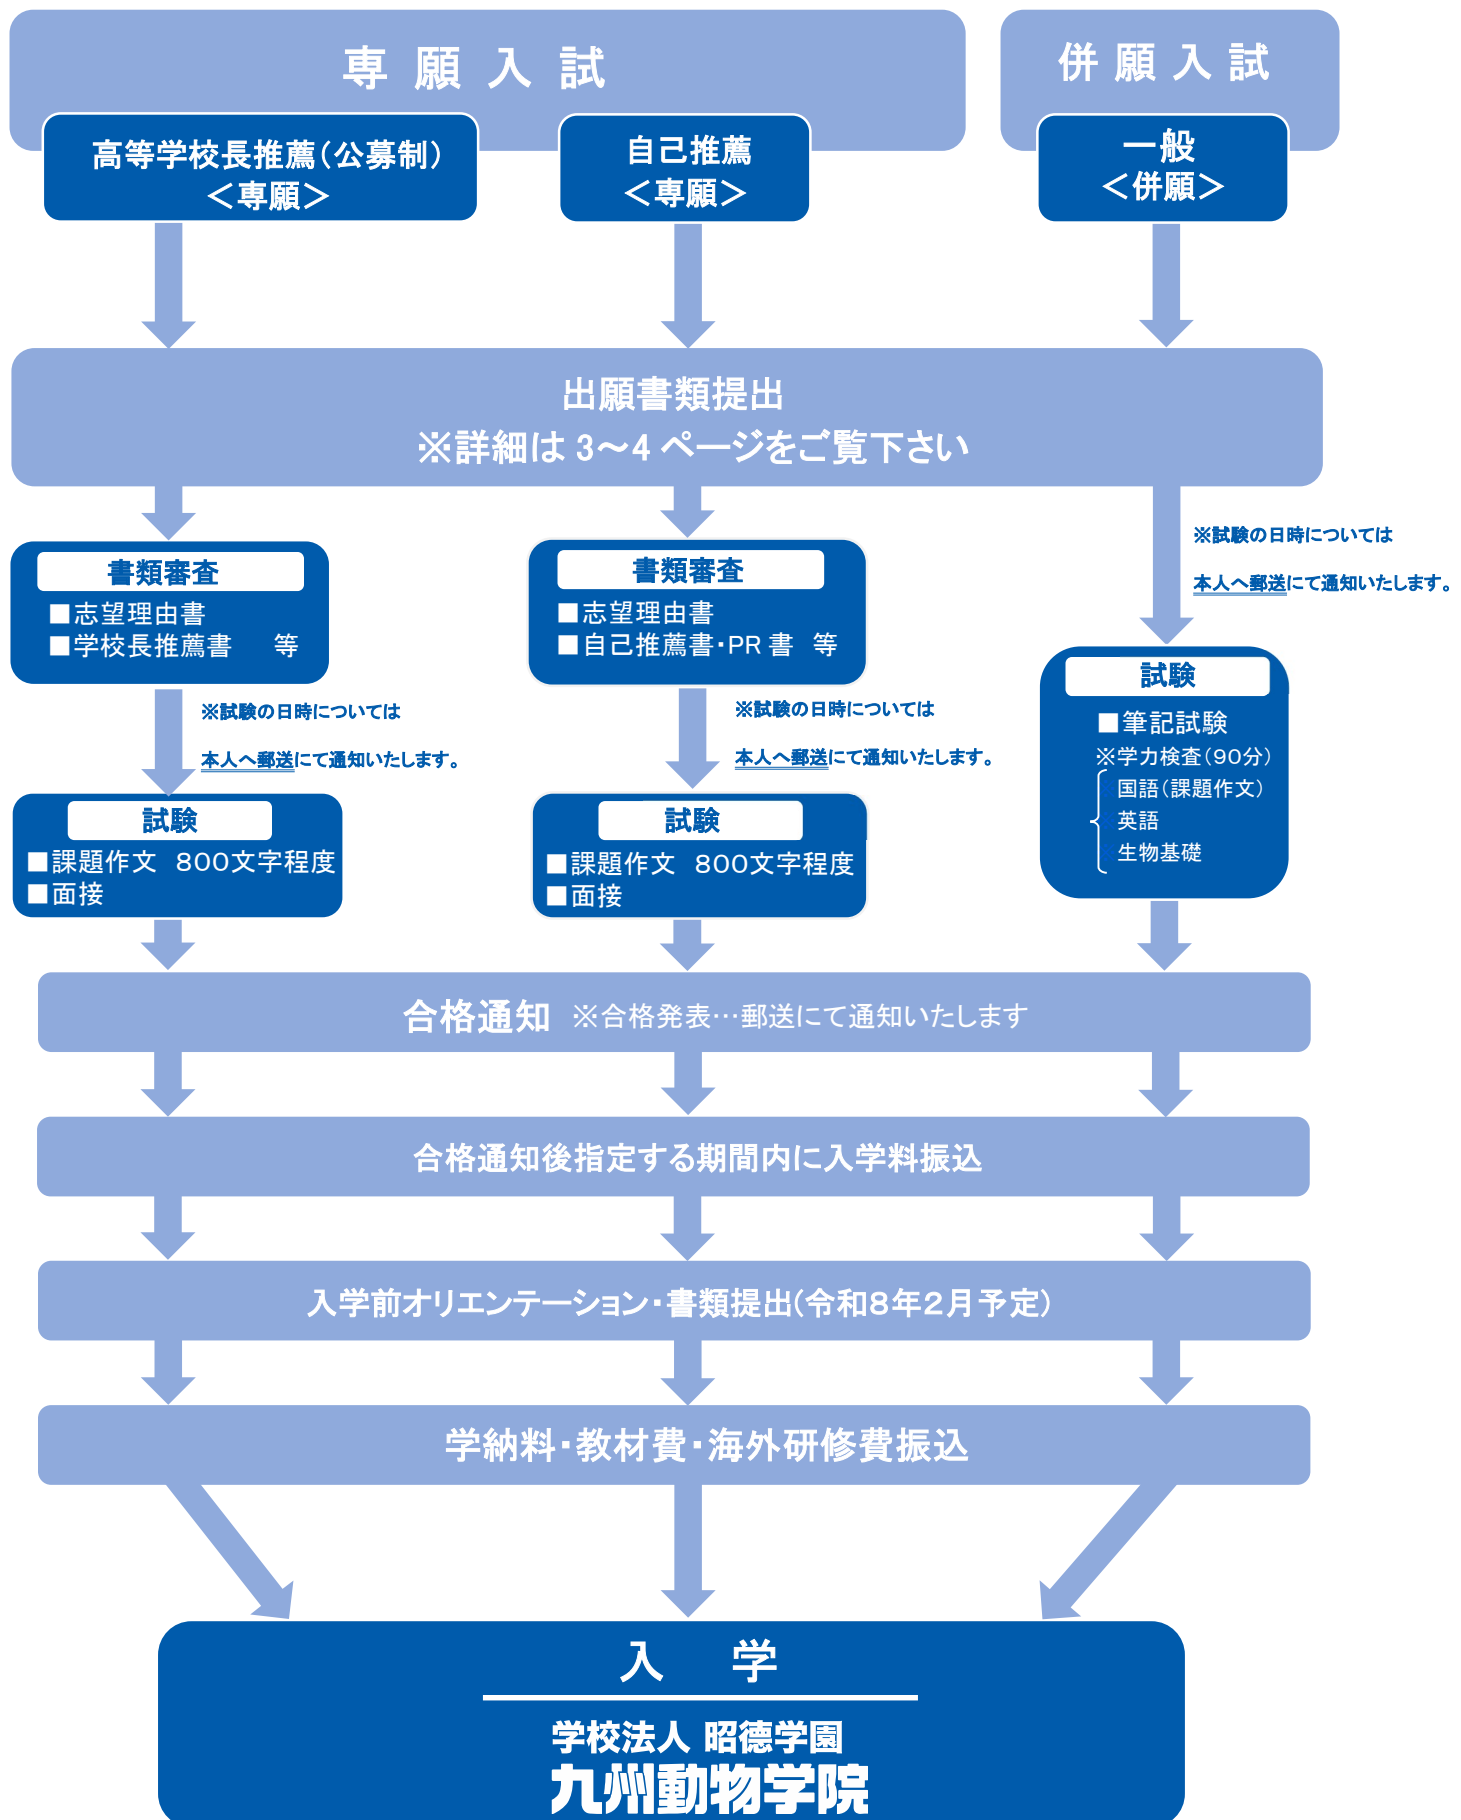 専願入試
併願入試
高等学校長推薦（公募制）
＜専願＞
自己推薦
＜専願＞
一般
＜併願＞
出願書類提出
※詳細は 3～4 ページをご覧下さい
書類審査
■志望理由書
■学校長推薦書　等
書類審査
■志望理由書
■自己推薦書・PR 書　等
※試験の日時については
本人へ郵送にて通知いたします。
※試験の日時については
本人へ郵送にて通知いたします。
※試験の日時については
本人へ郵送にて通知いたします。
試験
■課題作文　800文字程度
■面接
試験
■課題作文　800文字程度
■面接
試験
■筆記試験
※学力検査（90分）
国語（課題作文）
英語
生物基礎
合格通知　※合格発表…郵送にて通知いたします
合格通知後指定する期間内に入学料振込
入学前オリエンテーション・書類提出(令和８年２月予定)
学納料・教材費・海外研修費振込
入　学
学校法人 昭德学園
九州動物学院